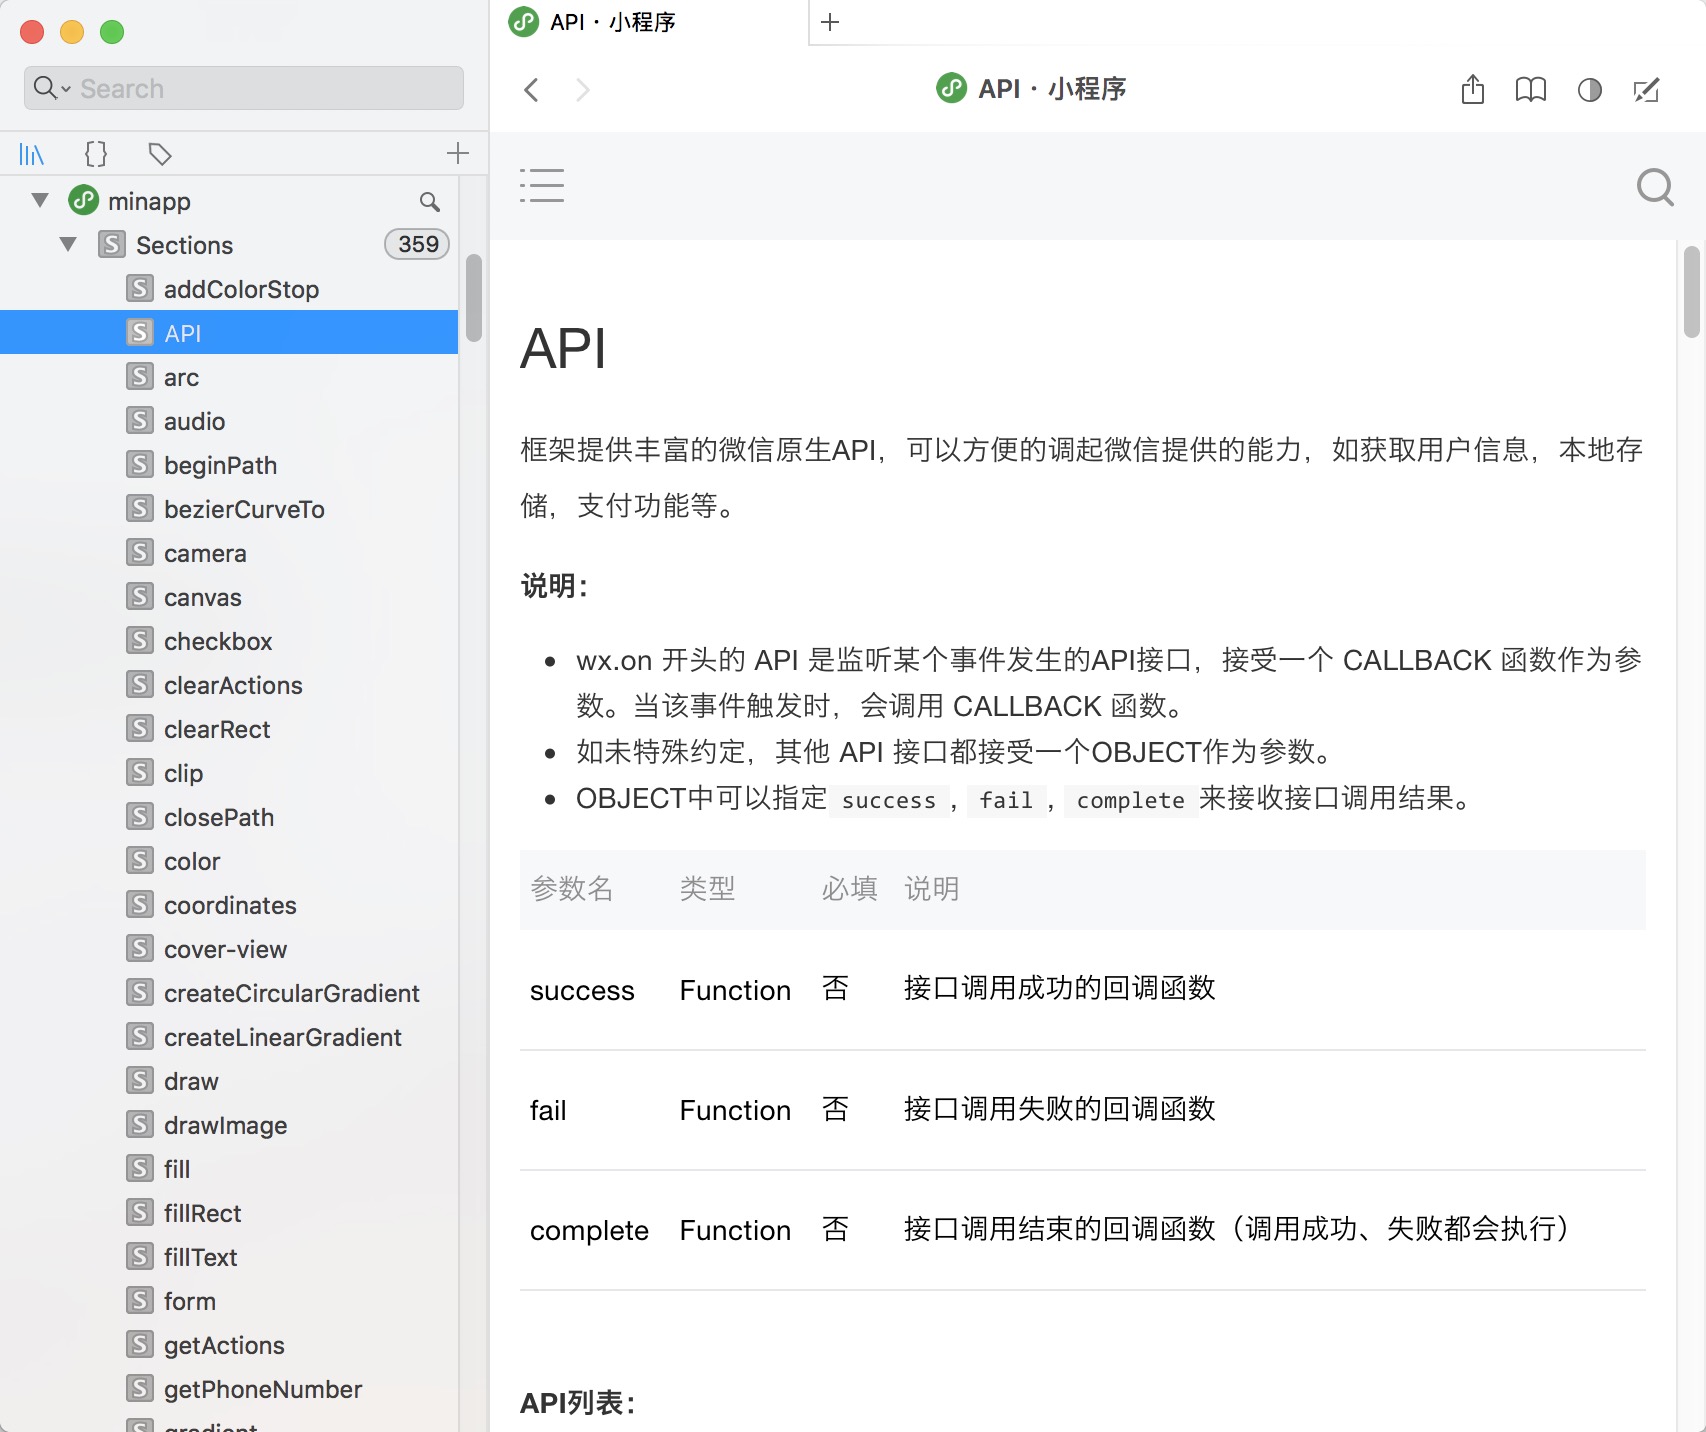 API · 小程序
Search
API · 小程序
minapp
Sections 359
addColorStop
API
arc
audio
beginPath
bezierCurveTo
camera
canvas
checkbox
clearActions
clearRect
clip
closePath
color
coordinates
cover-view
createCircularGradient
createLinearGradient
draw
drawImage
fill
fillRect
fillText
form
getActions
getPhoneNumber
gradient
API
框架提供丰富的微信原生API，可以方便的调起微信提供的能力，如获取用户信息，本地存
储，支付功能等。
说明：
wx.on 开头的 API 是监听某个事件发生的API接口，接受一个 CALLBACK 函数作为参
数。当该事件触发时，会调用 CALLBACK 函数。
如未特殊约定，其他 API 接口都接受一个OBJECT作为参数。
OBJECT中可以指定 success , fail , complete 来接收接口调用结果。
参数名 类型 必填 说明
success Function 否 接口调用成功的回调函数
fail Function 否 接口调用失败的回调函数
complete Function 否 接口调用结束的回调函数（调用成功、失败都会执行）
API列表：